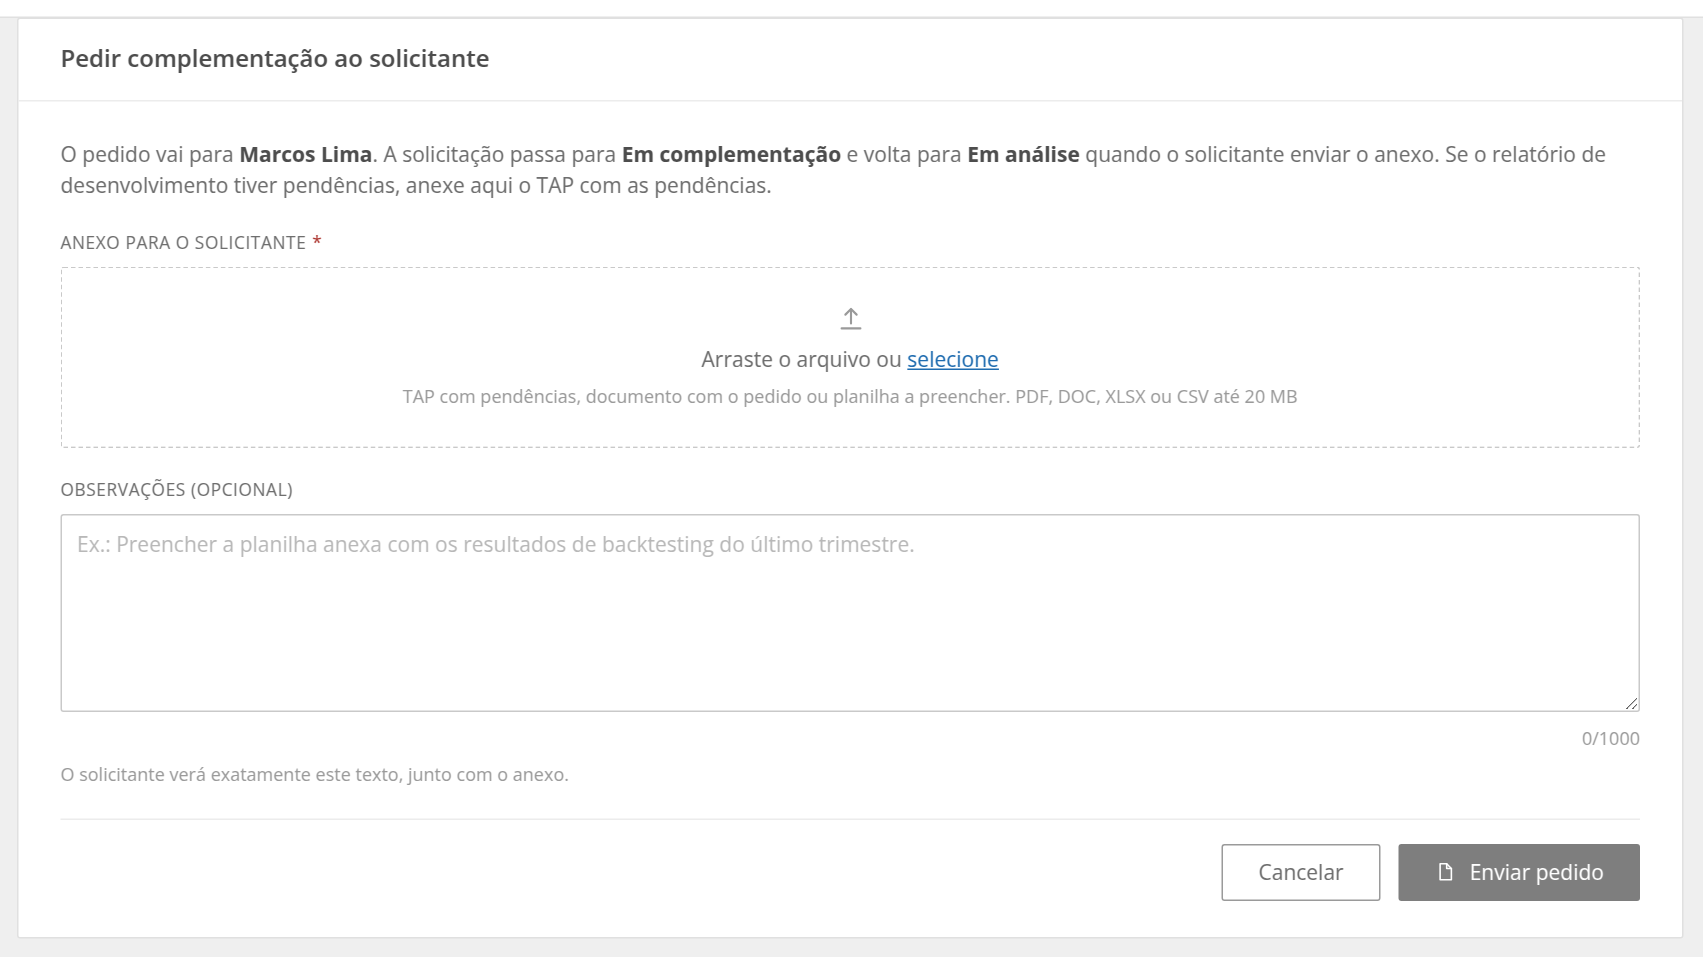 Pedir complementação ao solicitante
O pedido vai para Marcos Lima. A solicitação passa para Em complementação e volta para Em análise quando o solicitante enviar o anexo. Se o relatório de
desenvolvimento tiver pendências, anexe aqui o TAP com as pendências.
ANEXO PARA O SOLICITANTE *
Arraste o arquivo ou selecione
TAP com pendências, documento com o pedido ou planilha a preencher. PDF, DOC, XLSX ou CSV até 20 MB
OBSERVAÇÕES (OPCIONAL)
Ex.: Preencher a planilha anexa com os resultados de backtesting do último trimestre.
0/1000
O solicitante verá exatamente este texto, junto com o anexo.
Cancelar
Enviar pedido